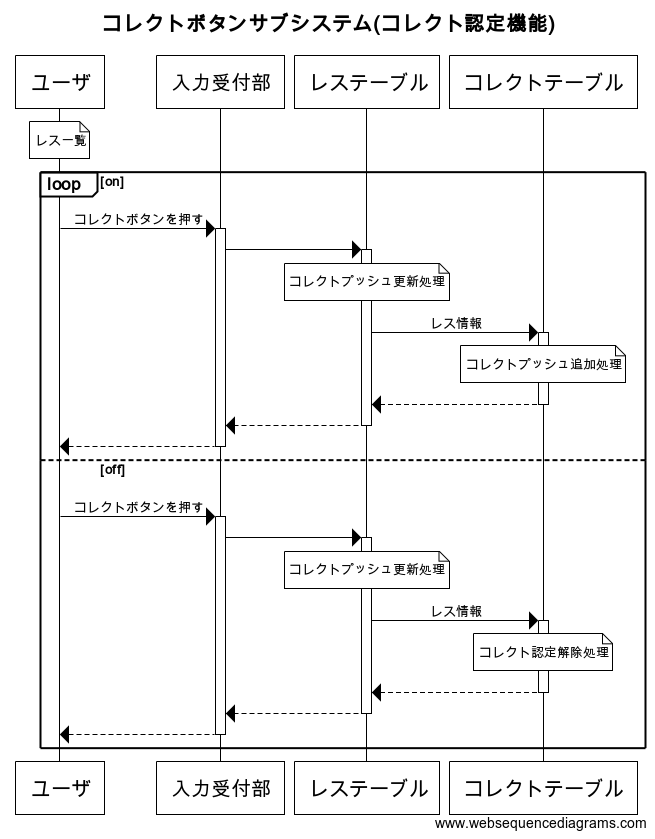 コレクトボタンサブシステム(コレクト認定機能)
ユーザ 入力受付部 レステーブル コレクトテーブル
レス一覧
loop [on]
コレクトボタンを押す
コレクトプッシュ更新処理
レス情報
コレクトプッシュ追加処理
[off]
コレクトボタンを押す
コレクトプッシュ更新処理
レス情報
コレクト認定解除処理
ユーザ 入力受付部 レステーブル コレクトテーブル
www.websequencediagrams.com